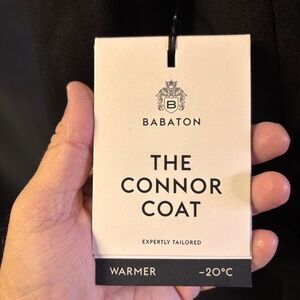 B
BABATON
THE
CONNOR
COAT
EXPERTLY TAILORED
WARMER -20°C